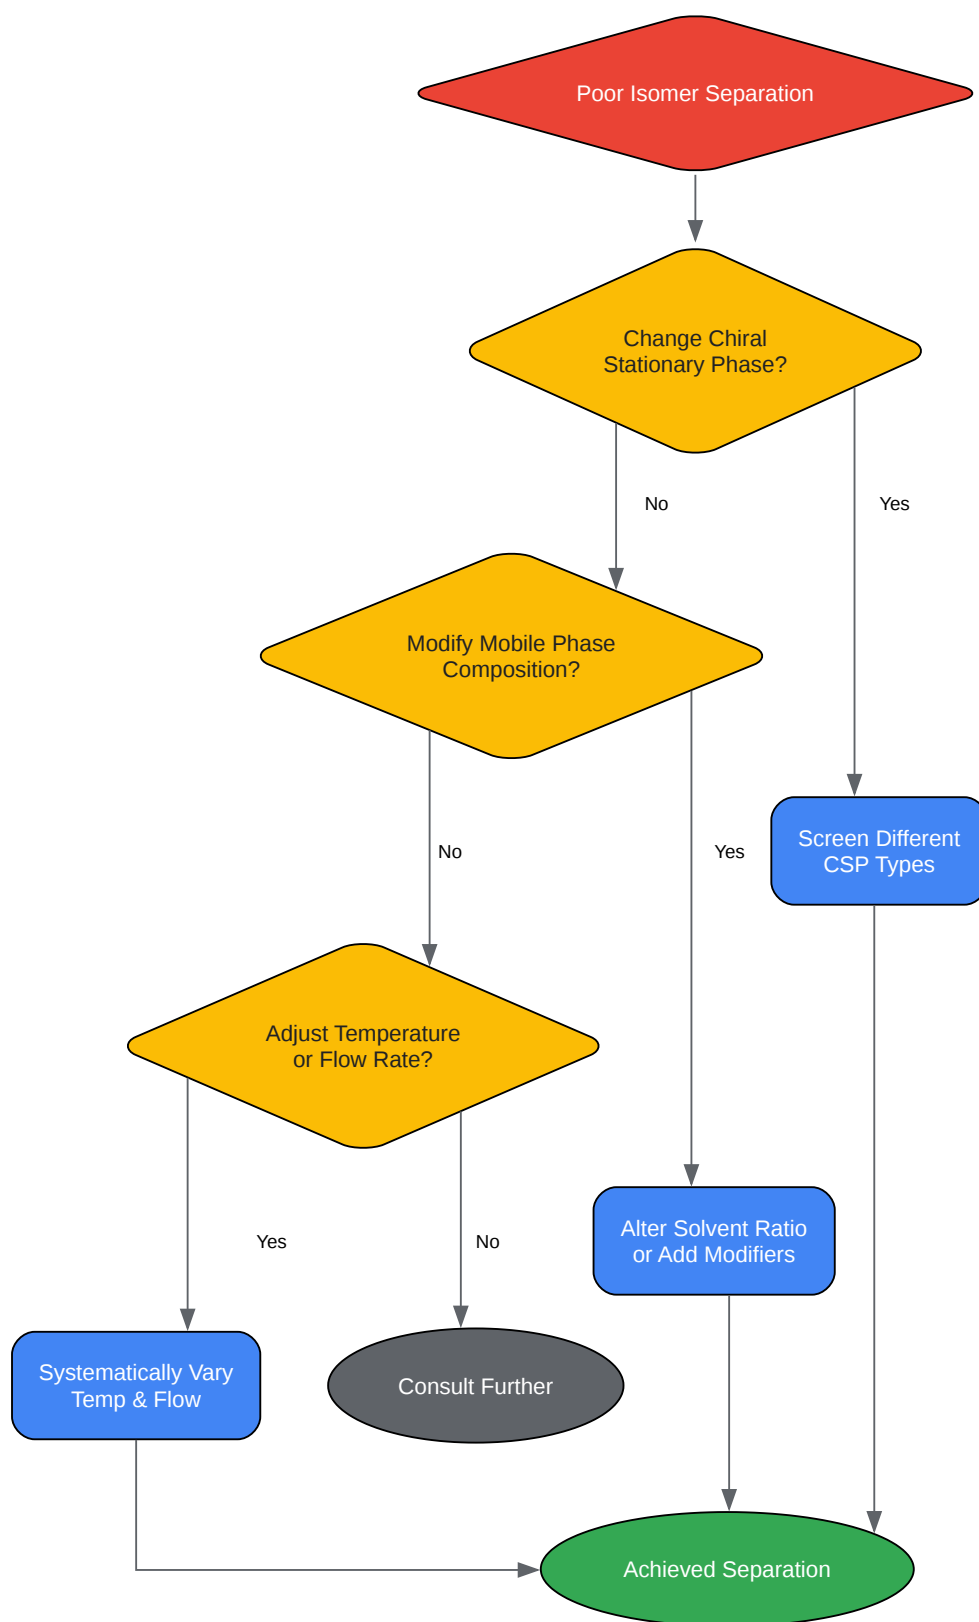 Poor Isomer Separation
Change Chiral
Stationary Phase?
No
Yes
Modify Mobile Phase
Composition?
No
Yes
Screen Different
CSP Types
Adjust Temperature
or Flow Rate?
Yes
No
Alter Solvent Ratio
or Add Modifiers
Systematically Vary
Temp & Flow
Consult Further
Achieved Separation